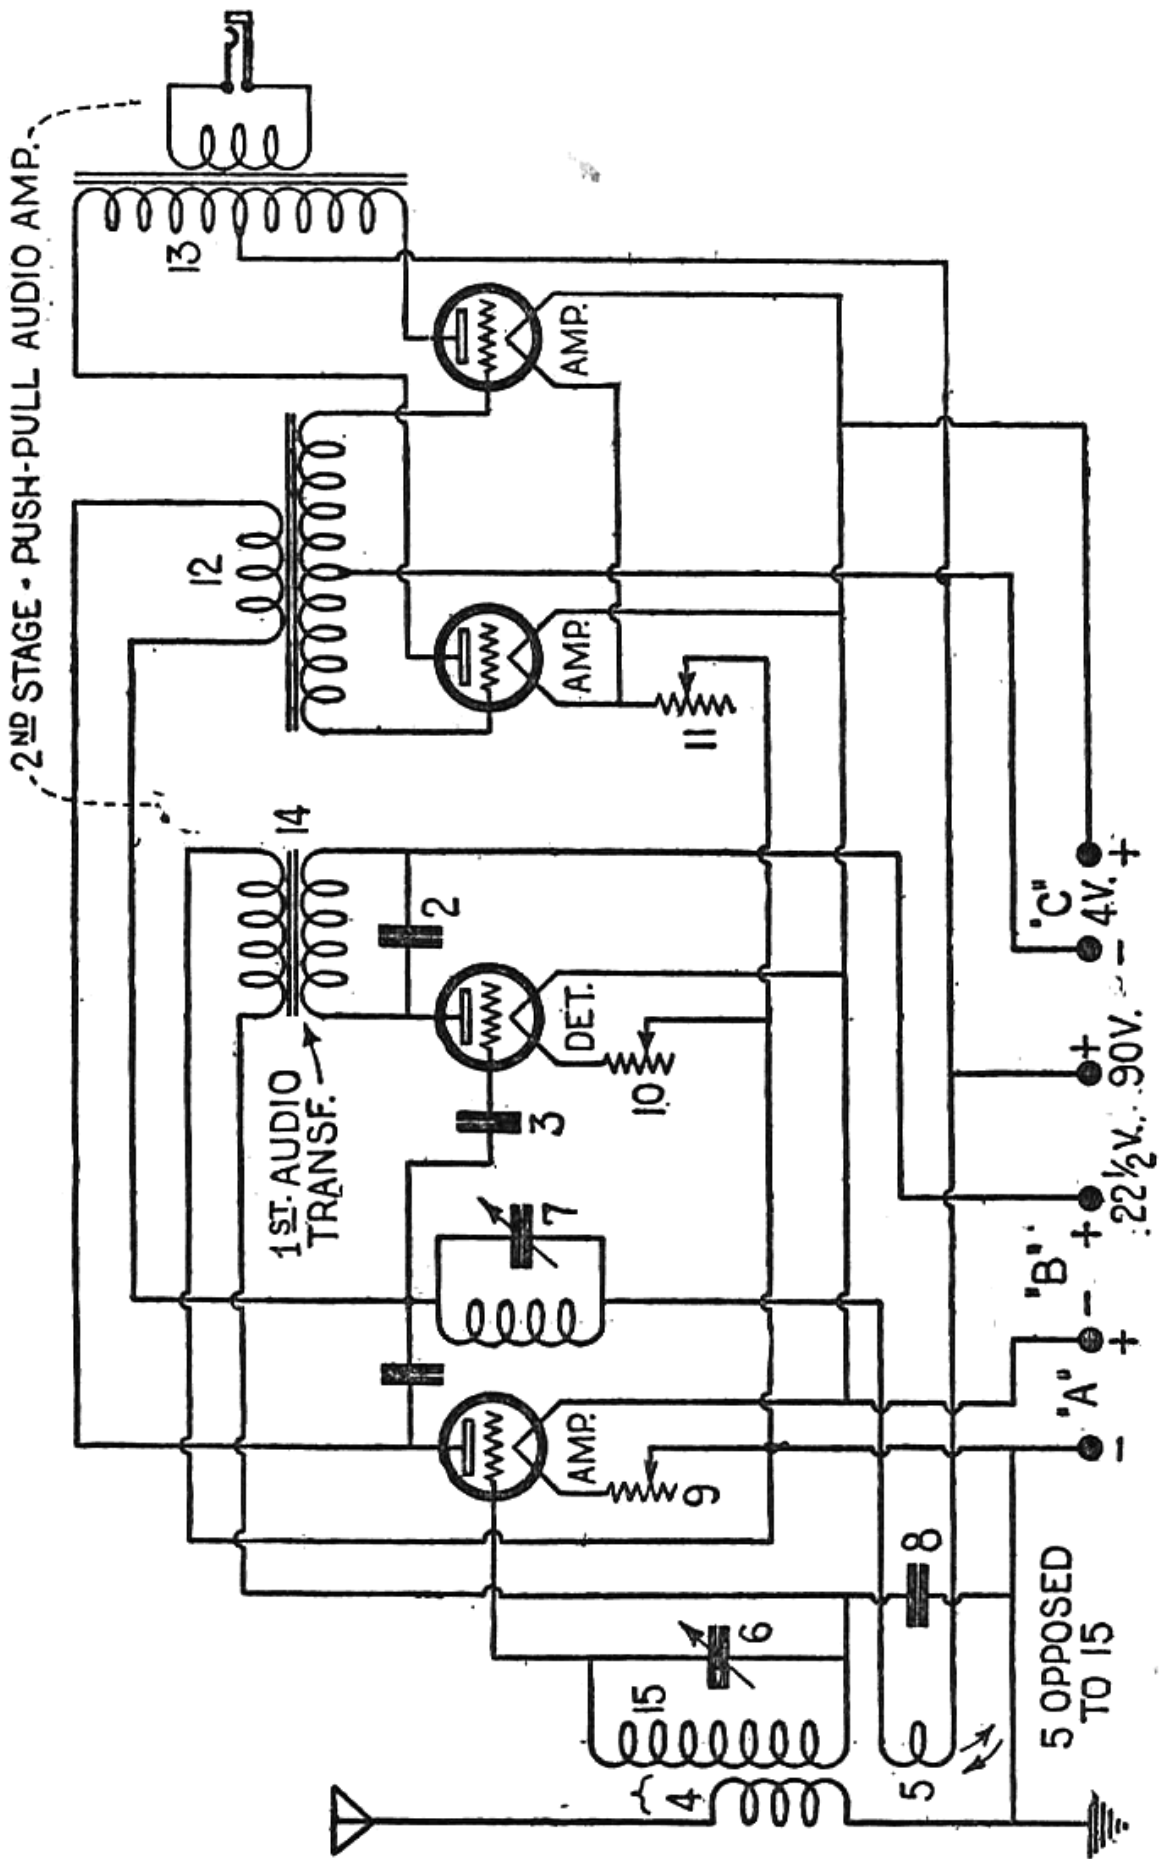 2ND STAGE - PUSH-PULL AUDIO AMP.
13
12
14
1ST. AUDIO
TRANSF.
AMP.
AMP.
11
2
DET.
10
3
7
AMP.
9
8
6
15
4
5
5 OPPOSED
TO 15
"A"
- +
"B"
- + +
22½V. 90V.
"C"
4V.
- +